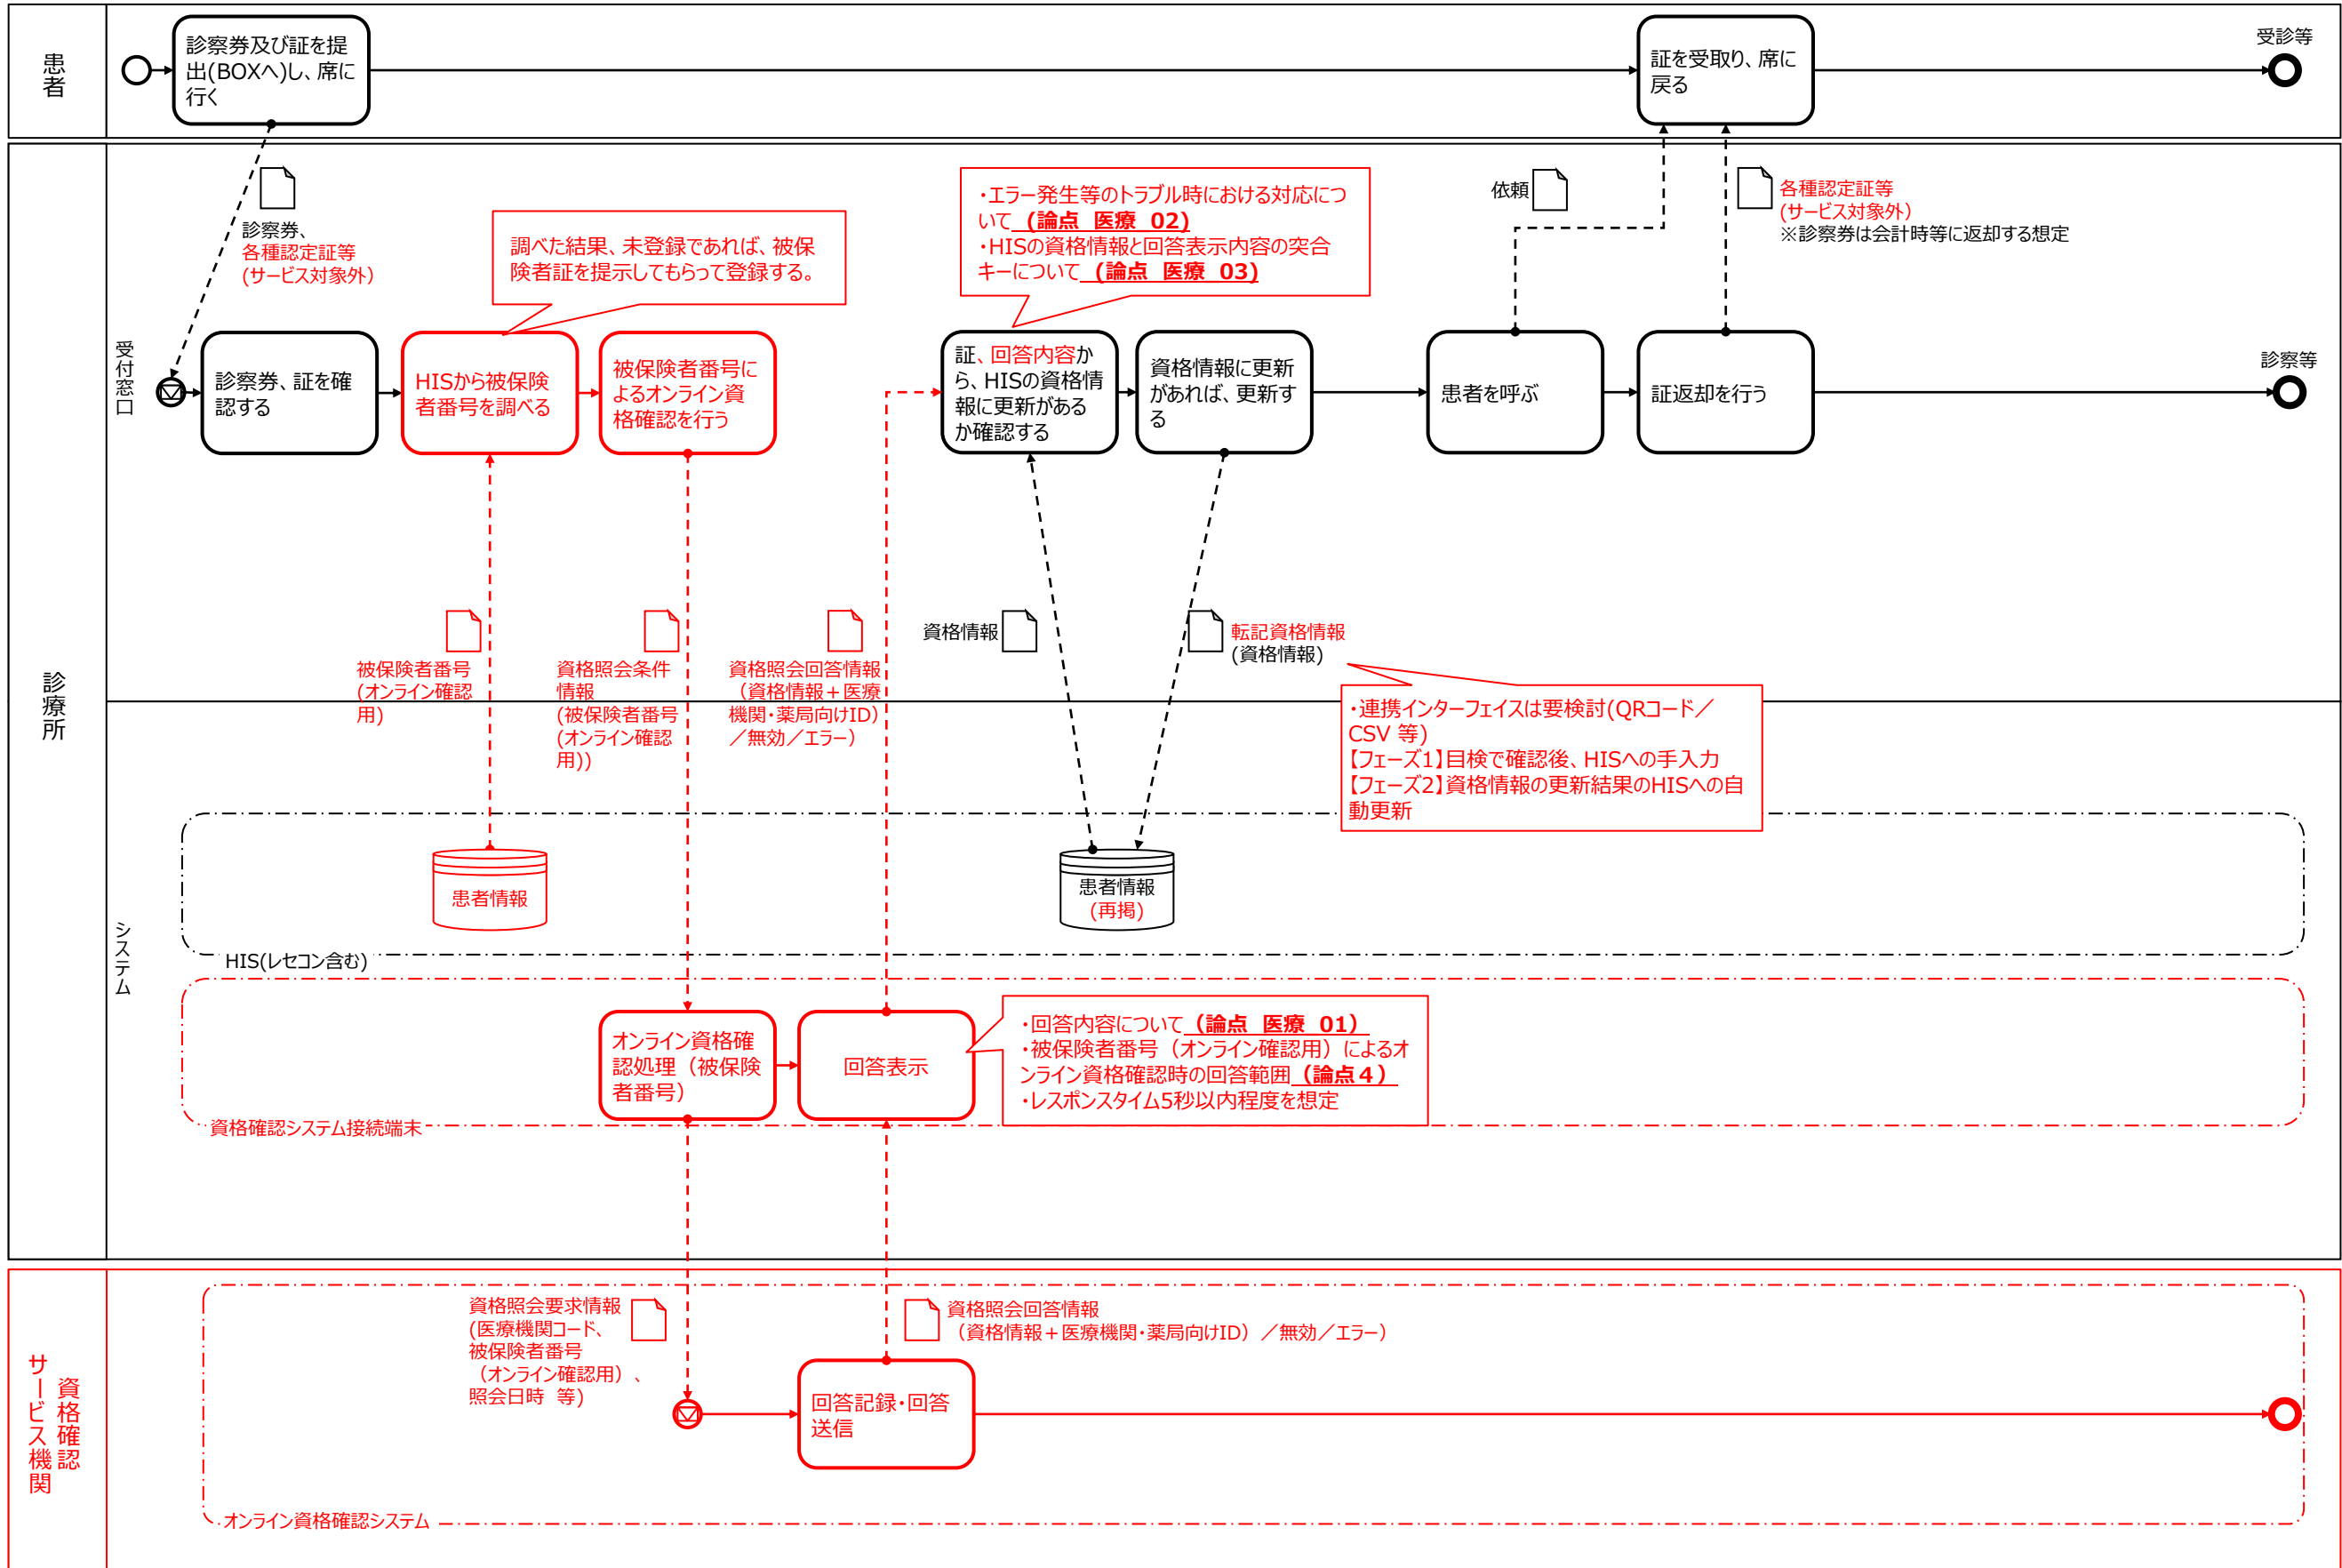 患者
診察券及び証を提
出(BOXへ)し、席に
行く
証を受取り、席に
戻る
受診等
診療所
受付窓口
診察券、
各種認定証等
(サービス対象外)
調べた結果、未登録であれば、被保
険者証を提示してもらって登録する。
・エラー発生等のトラブル時における対応につ
いて (論点 医療 02)
・HISの資格情報と回答表示内容の突合
キーについて (論点 医療 03)
依頼
各種認定証等
(サービス対象外)
※診察券は会計時等に返却する想定
診察券、証を確
認する
HISから被保険
者番号を調べる
被保険者番号に
よるオンライン資
格確認を行う
証、回答内容か
ら、HISの資格情
報に更新がある
か確認する
資格情報に更新
があれば、更新す
る
患者を呼ぶ
証返却を行う
診察等
被保険者番号
(オンライン確認
用)
資格照会条件
情報
(被保険者番号
(オンライン確認
用))
資格照会回答情報
(資格情報+医療
機関・薬局向けID)
/無効/エラー)
資格情報
転記資格情報
(資格情報)
・連携インターフェイスは要検討(QRコード/
CSV 等)
【フェーズ1】目検で確認後、HISへの手入力
【フェーズ2】資格情報の更新結果のHISへの自
動更新
システム
患者情報
患者情報
(再掲)
HIS(レセコン含む)
オンライン資格確
認処理(被保険
者番号)
回答表示
・回答内容について (論点 医療 01)
・被保険者番号(オンライン確認用)によるオ
ンライン資格確認時の回答範囲 (論点4)
・レスポンスタイム5秒以内程度を想定
資格確認システム接続端末
資格確認
サービス機関
資格照会要求情報
(医療機関コード、
被保険者番号
(オンライン確認用)、
照会日時 等)
資格照会回答情報
(資格情報+医療機関・薬局向けID)/無効/エラー)
回答記録・回答
送信
オンライン資格確認システム